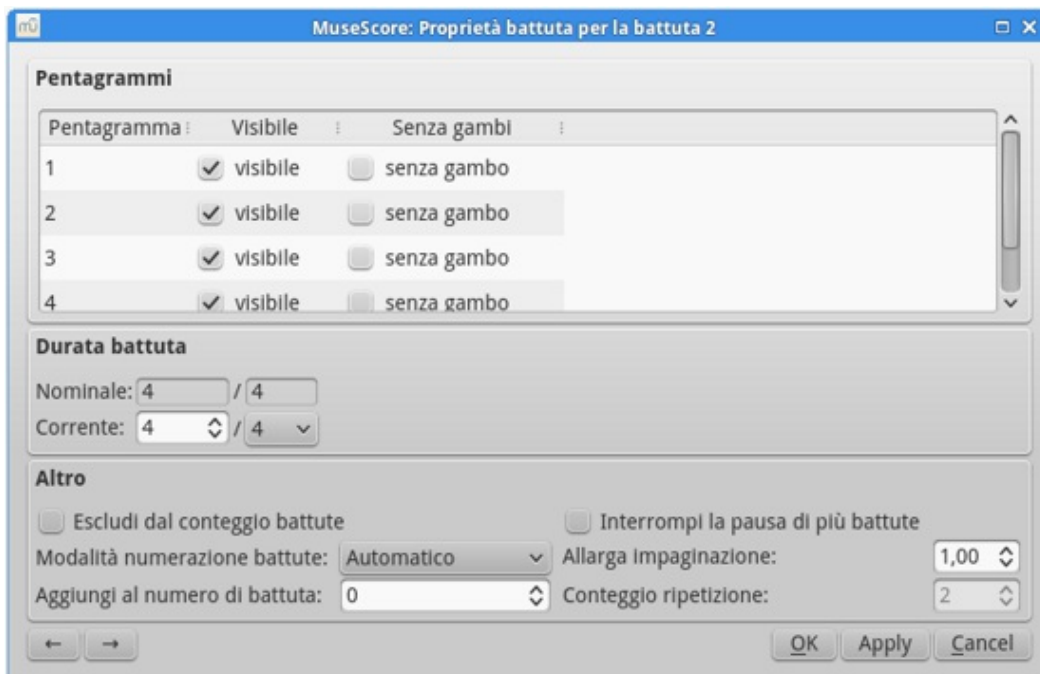 MuseScore: Proprietà battuta per la battuta 2
Pentagrammi
Pentagramma Visibile Senza gambi
1 visibile senza gambo
2 visibile senza gambo
3 visibile senza gambo
4 visibile senza gambo
Durata battuta
Nominale: 4 / 4
Corrente: 4 / 4
Altro
Escludi dal conteggio battute Interrompi la pausa di più battute
Modalità numerazione battute: Automatico Allarga impaginazione: 1,00
Aggiungi al numero di battuta: 0 Conteggio ripetizione: 2
← → OK Apply Cancel